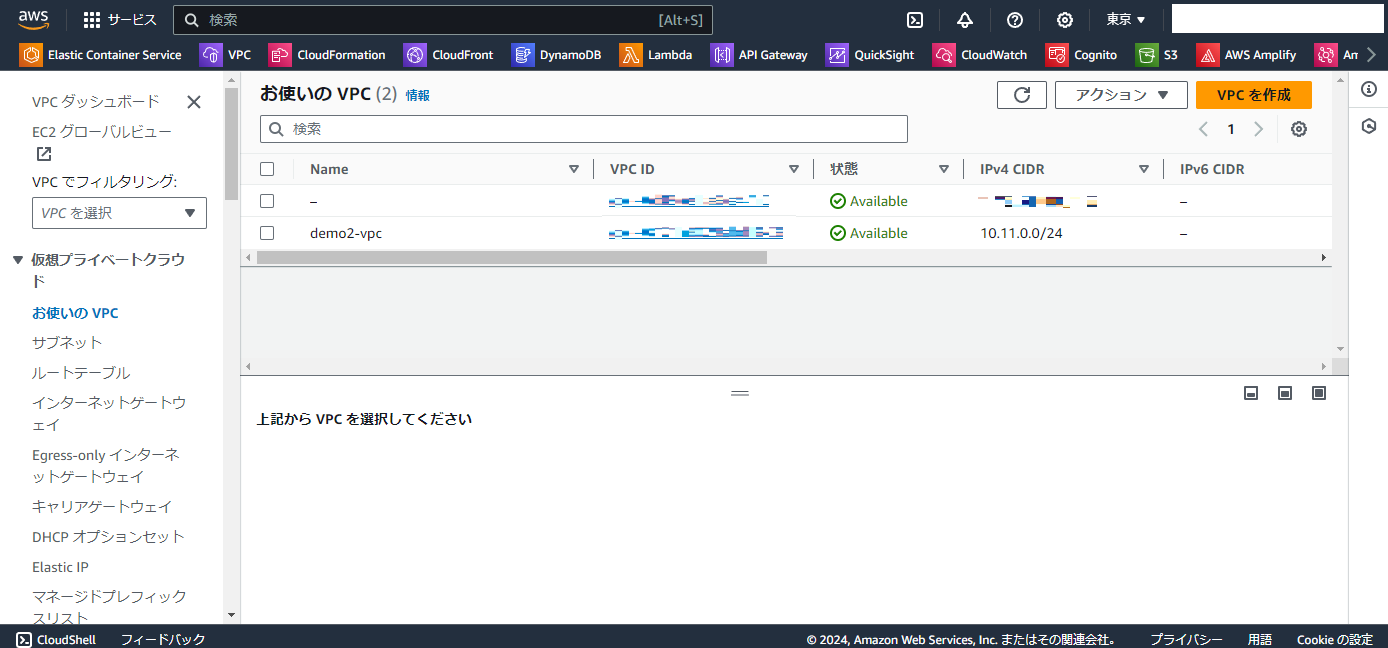 aws
サービス
検索
[Alt+S]
東京
Elastic Container Service
VPC
CloudFormation
CloudFront
DynamoDB
Lambda
API Gateway
QuickSight
CloudWatch
Cognito
S3
AWS Amplify
VPC ダッシュボード
EC2 グローバルビュー
VPC でフィルタリング:
VPC を選択
仮想プライベートクラウ
ド
お使いの VPC
サブネット
ルートテーブル
インターネットゲートウ
ェイ
Egress-only インターネ
ットゲートウェイ
キャリアゲートウェイ
DHCP オプションセット
Elastic IP
マネージドプレフィック
スリスト
お使いの VPC (2) 情報
アクション
VPC を作成
検索
1
Name VPC ID 状態 IPv4 CIDR IPv6 CIDR
– Available –
demo2-vpc Available 10.11.0.0/24 –
上記から VPC を選択してください
CloudShell
フィードバック
© 2024, Amazon Web Services, Inc. またはその関連会社。
プライバシー
用語
Cookie の設定